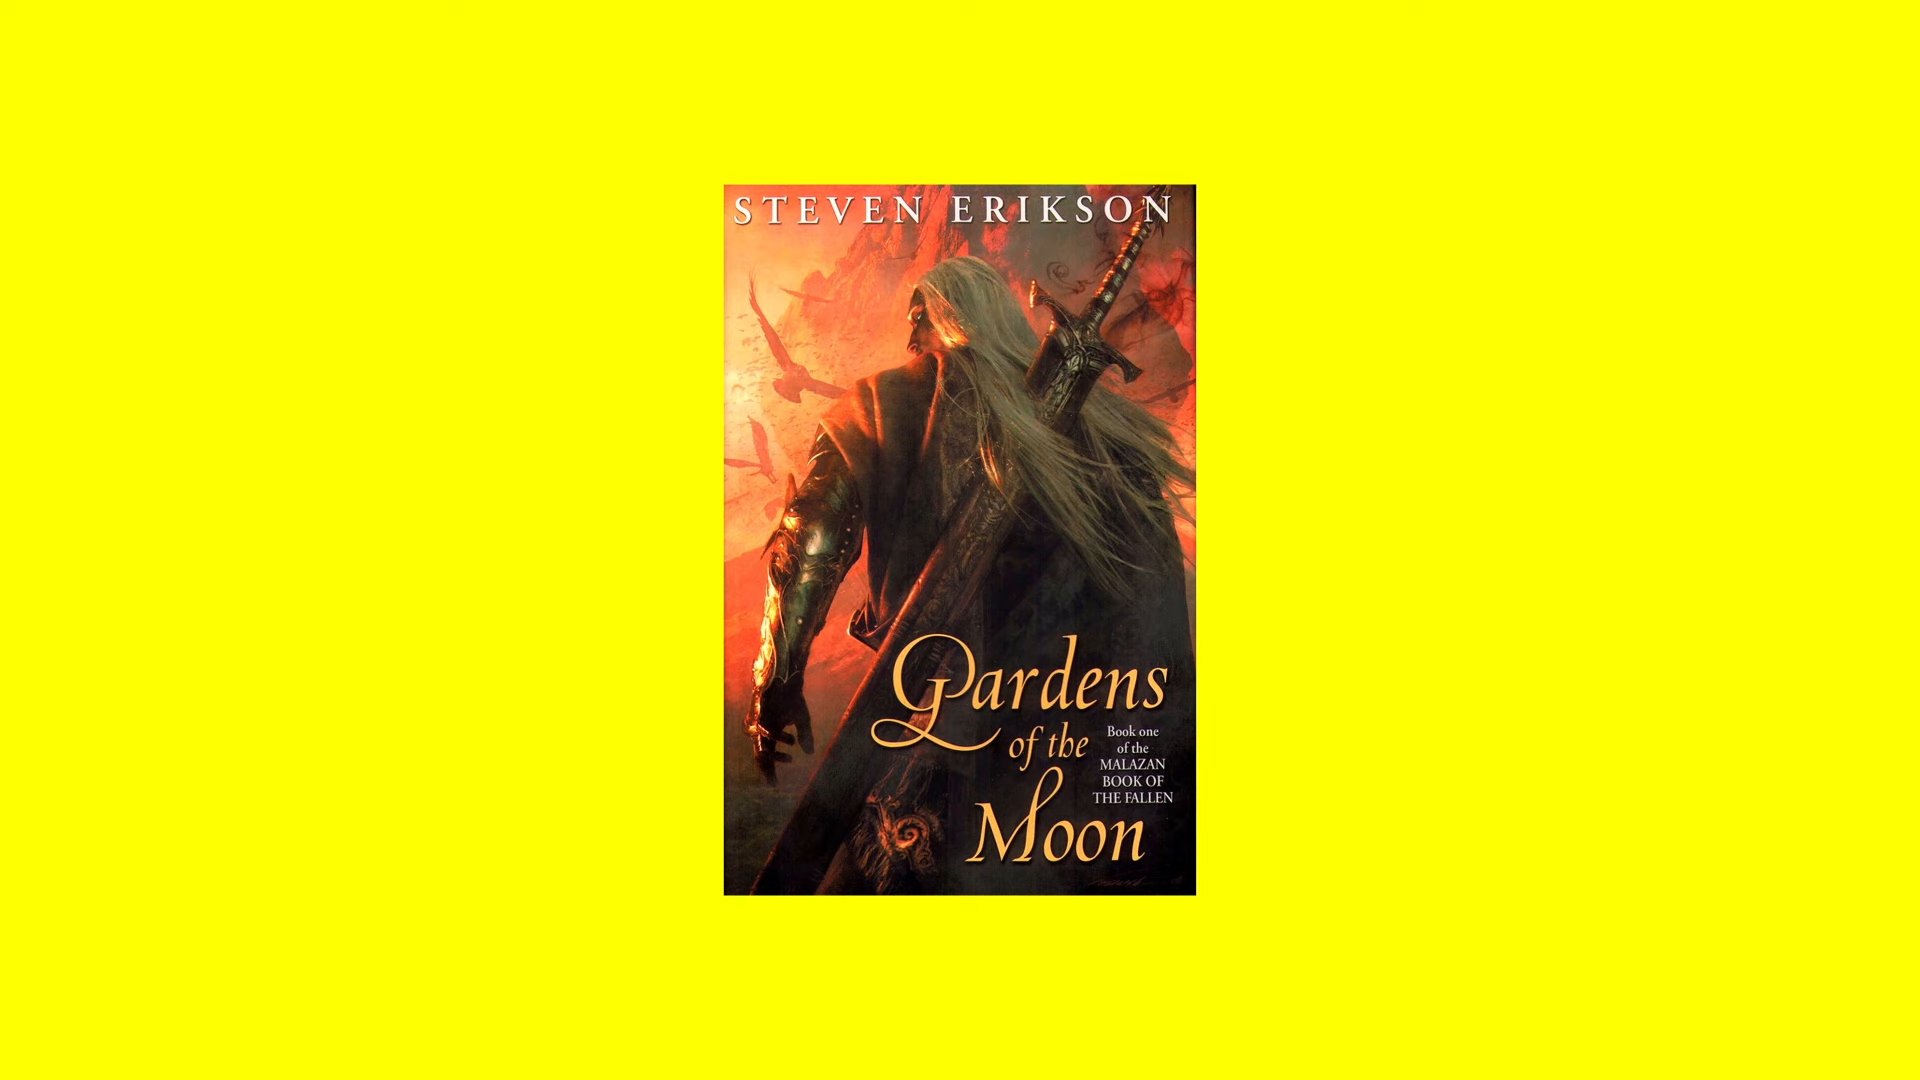 STEVEN ERIKSON
Gardens
of the
Moon
Book one
of the
MALAZAN
BOOK OF
THE FALLEN